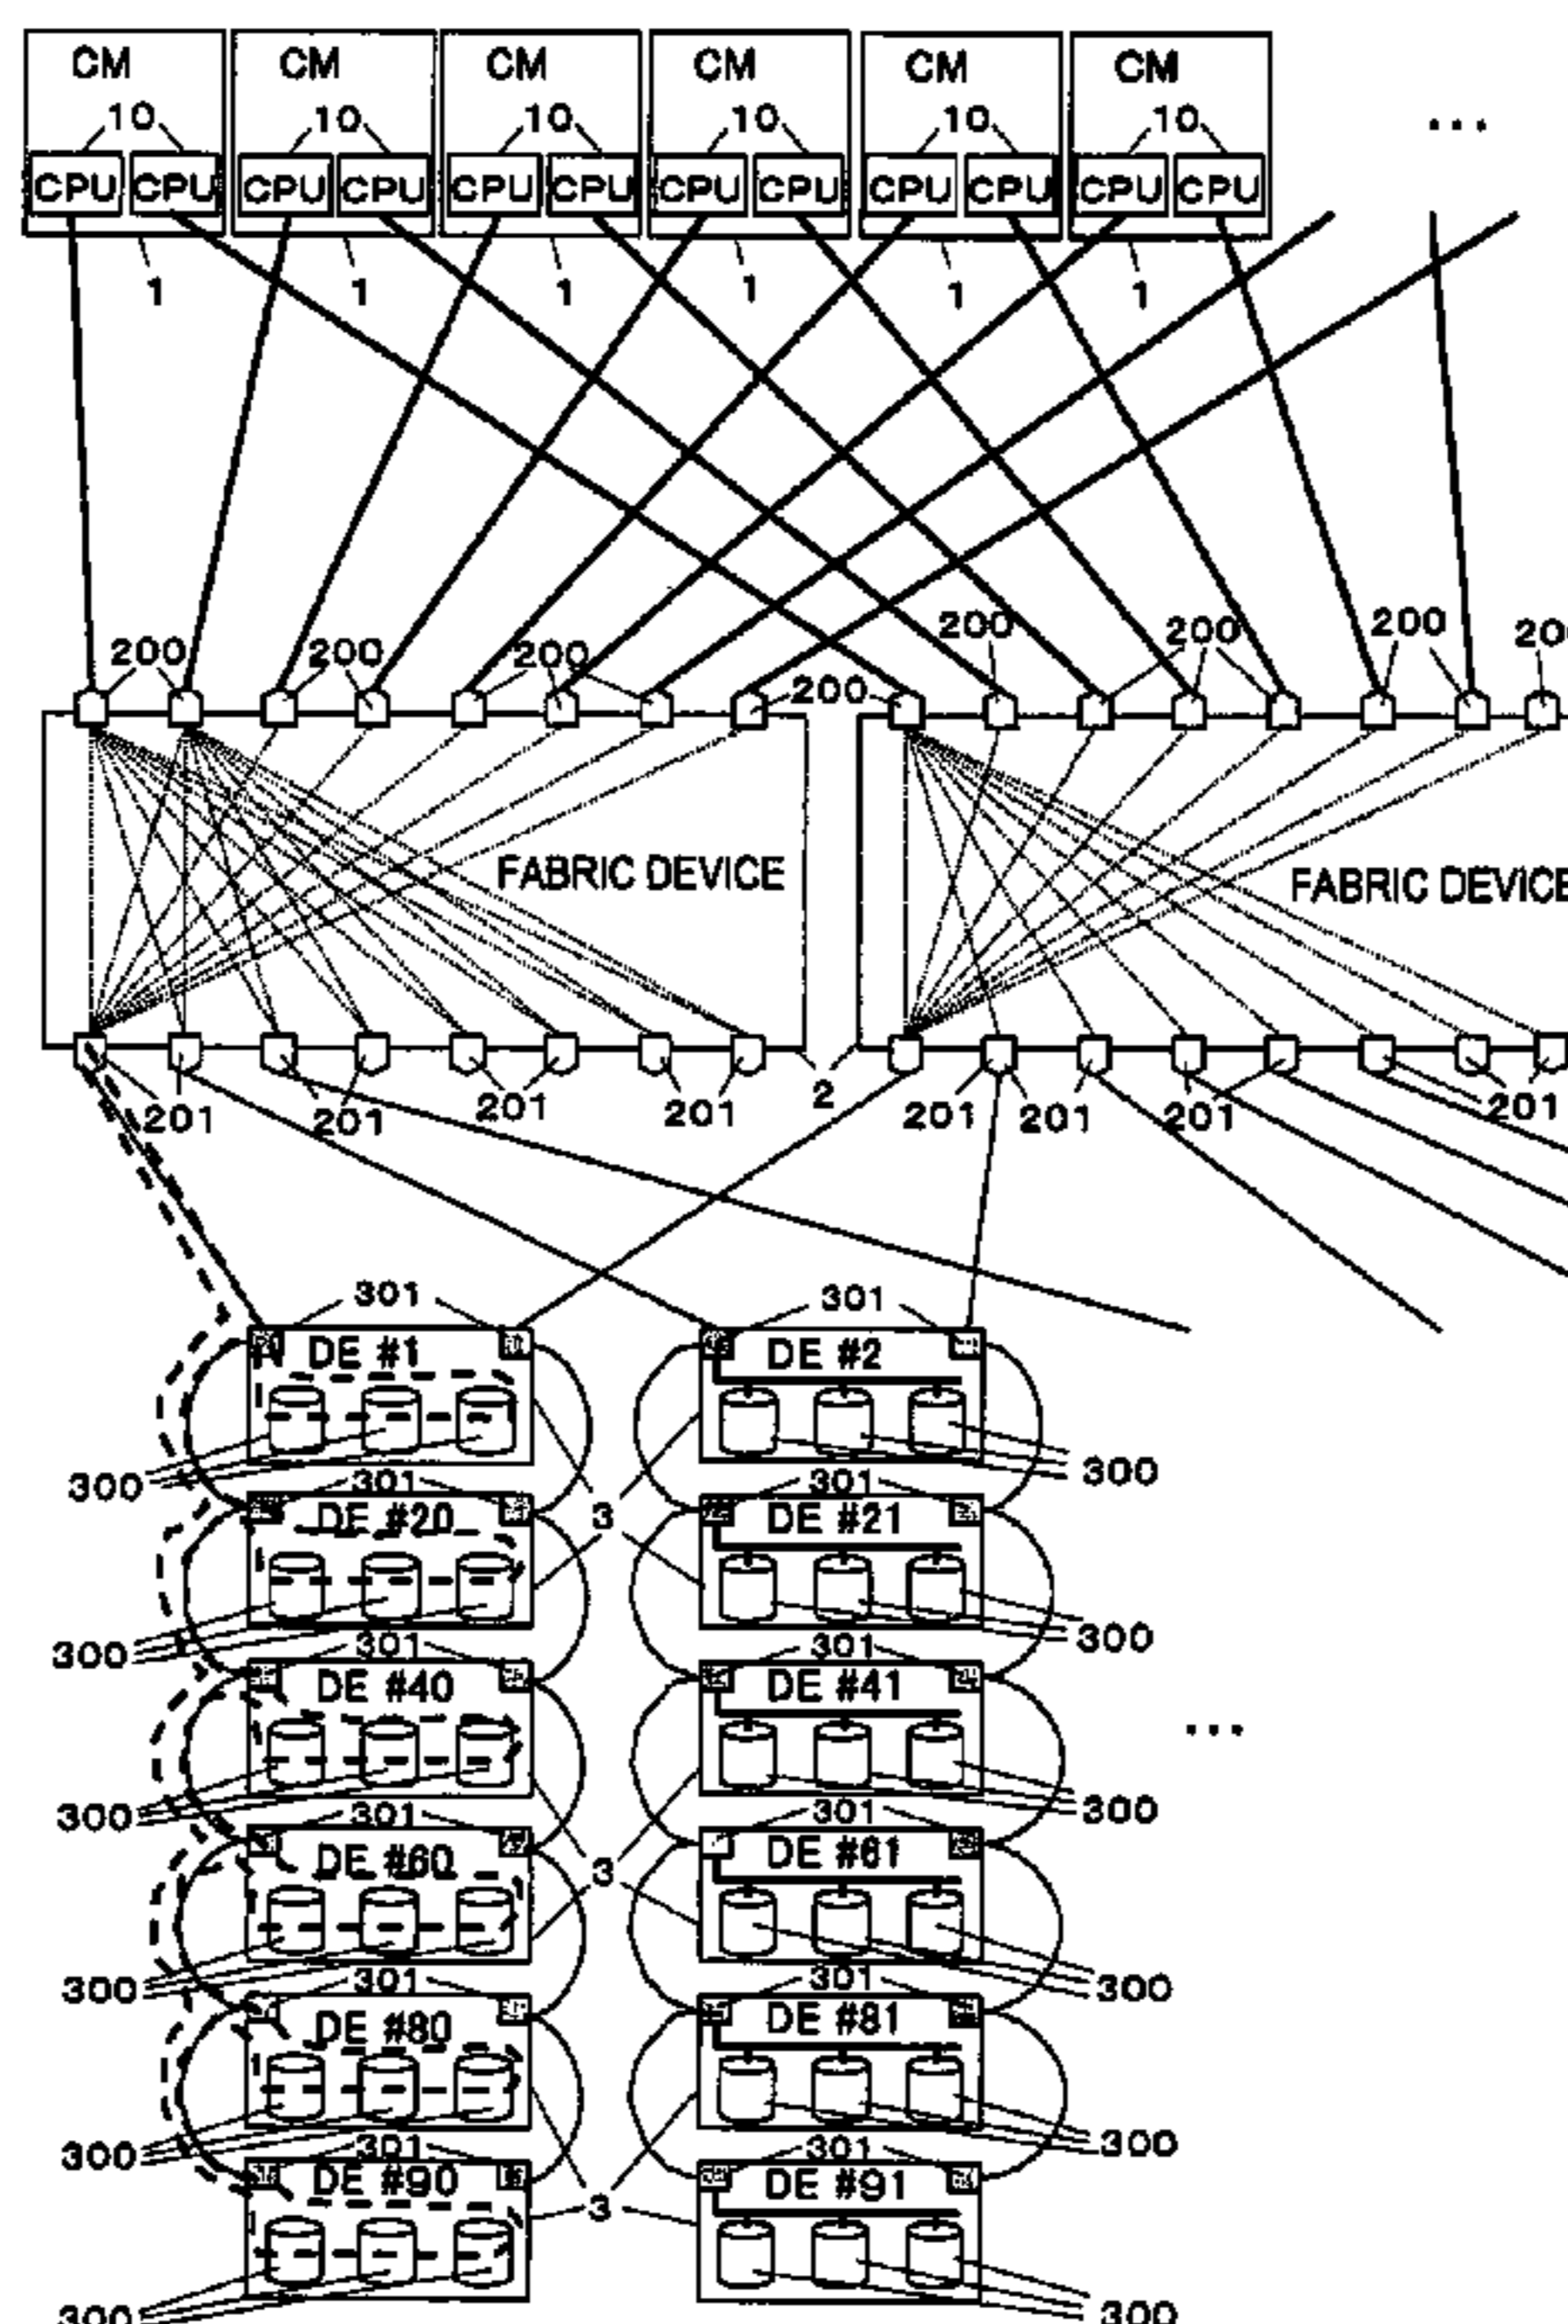 CM CM CM CM CM CM
10 10 10 10 10 10 ...
CPU CPU CPU CPU CPU CPU CPU CPU CPU CPU CPU CPU
1 1 1 1 1 1
200 200 200 200 200 200 200
200
FABRIC DEVICE FABRIC DEVICE
201 201 201 201 2 201 201 201 201
301 301
DE #1 DE #2
300 300
301 301
DE #20 3 DE #21
300 300
301 301
DE #40 DE #41
...
300 300
301 301
DE #60 3 DE #61
300 300
301 301
DE #80 DE #81
300 300
301 301
DE #90 3 DE #91
300 300